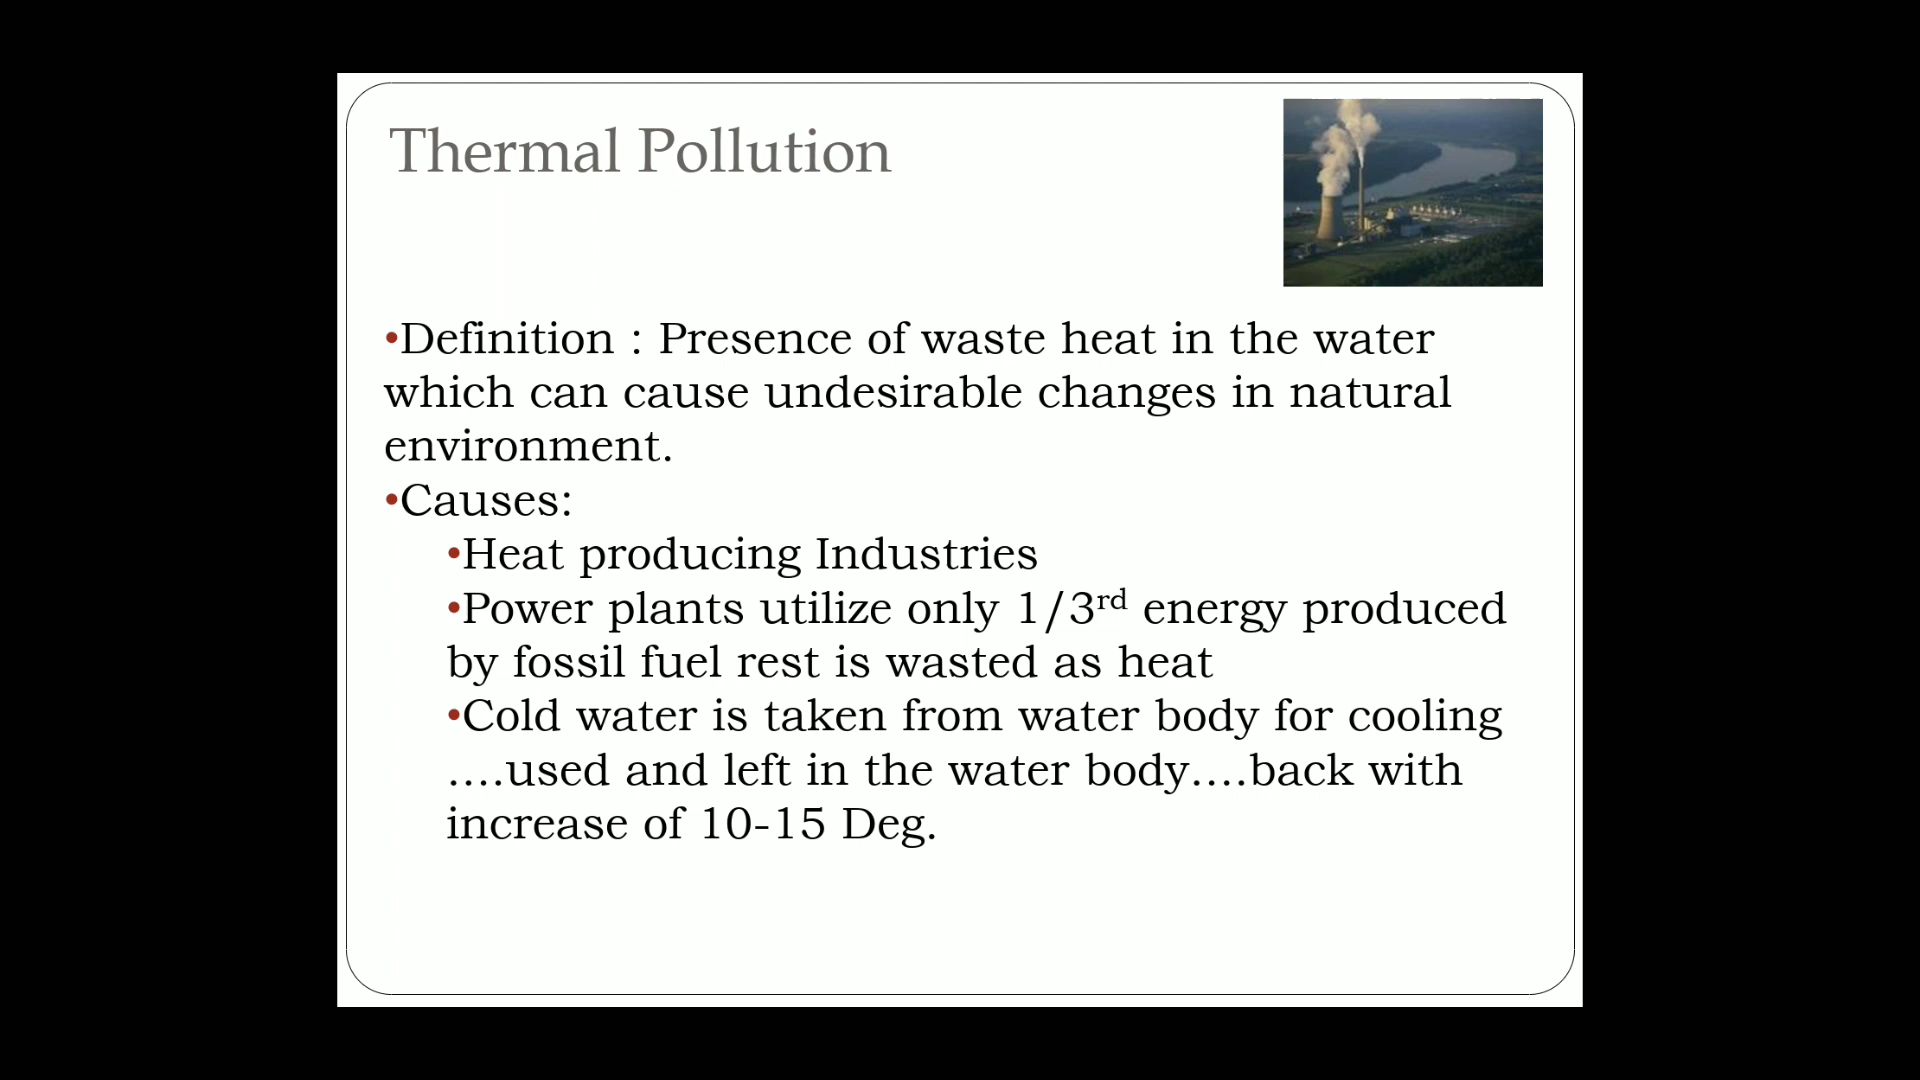 Thermal Pollution
•Definition : Presence of waste heat in the water
which can cause undesirable changes in natural
environment.
•Causes:
•Heat producing Industries
•Power plants utilize only 1/3rd energy produced
by fossil fuel rest is wasted as heat
•Cold water is taken from water body for cooling
....used and left in the water body....back with
increase of 10-15 Deg.